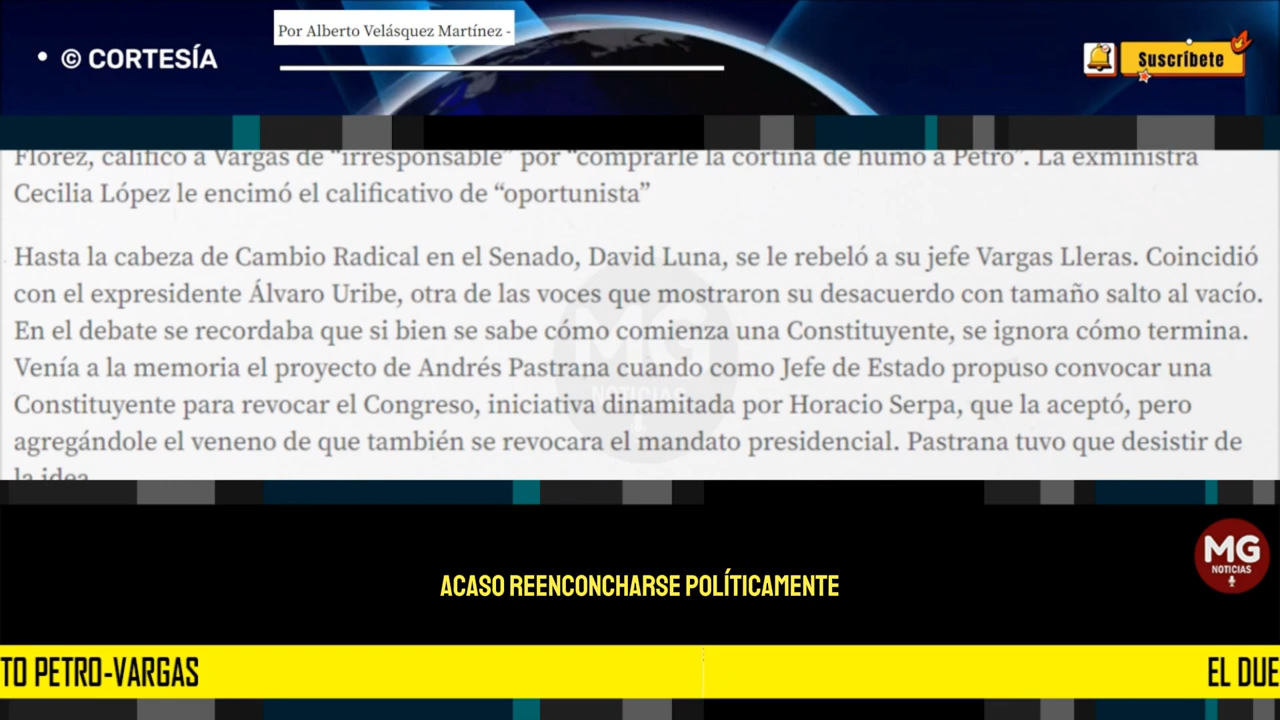 Por Alberto Velásquez Martínez -
• © CORTESÍA
Suscríbete
Florez, calificó a Vargas de “irresponsable” por “comprarle la cortina de humo a Petro”. La exministra
Cecilia López le encimó el calificativo de “oportunista”
Hasta la cabeza de Cambio Radical en el Senado, David Luna, se le rebeló a su jefe Vargas Lleras. Coincidió
con el expresidente Álvaro Uribe, otra de las voces que mostraron su desacuerdo con tamaño salto al vacío.
En el debate se recordaba que si bien se sabe cómo comienza una Constituyente, se ignora cómo termina.
Venía a la memoria el proyecto de Andrés Pastrana cuando como Jefe de Estado propuso convocar una
Constituyente para revocar el Congreso, iniciativa dinamitada por Horacio Serpa, que la aceptó, pero
agregándole el veneno de que también se revocara el mandato presidencial. Pastrana tuvo que desistir de
la idea
MG
NOTICIAS
MG
NOTICIAS
ACASO REENCONCHARSE POLÍTICAMENTE
TO PETRO-VARGAS
EL DUE